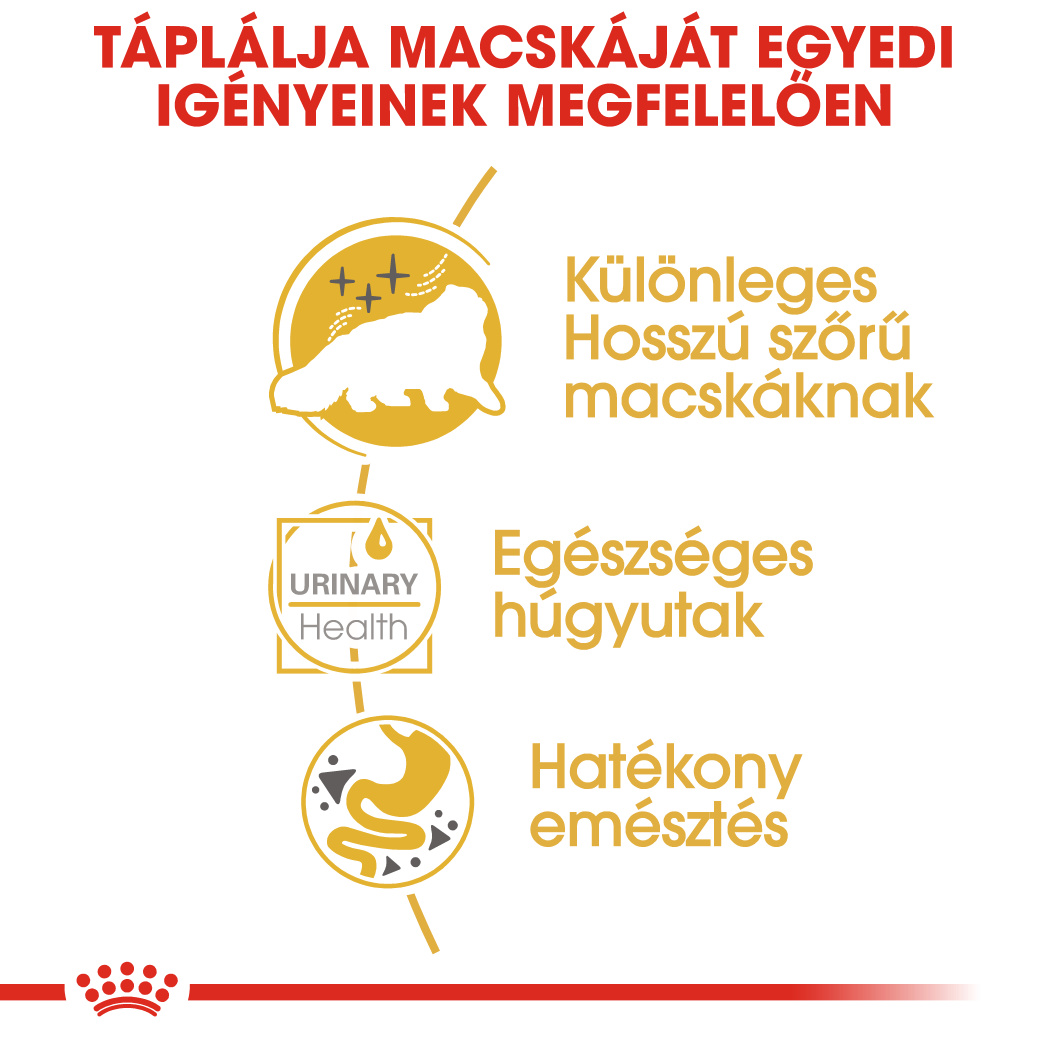 TÁPLÁLJA MACSKÁJÁT EGYEDI
IGÉNYEINEK MEGFELELŐEN
Különleges
Hosszú szőrű
macskáknak
URINARY
Health
Egészséges
húgyutak
Hatékony
emésztés